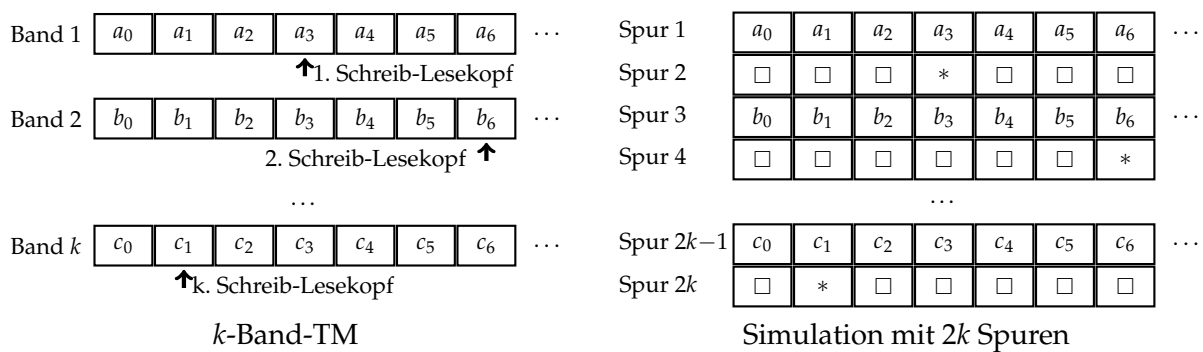 Band 1 a₀ a₁ a₂ a₃ a₄ a₅ a₆ ⋯
1. Schreib-Lesekopf
Band 2 b₀ b₁ b₂ b₃ b₄ b₅ b₆ ⋯
2. Schreib-Lesekopf
⋯
Band k c₀ c₁ c₂ c₃ c₄ c₅ c₆ ⋯
k. Schreib-Lesekopf
k-Band-TM
Spur 1 a₀ a₁ a₂ a₃ a₄ a₅ a₆ ⋯
Spur 2 □ □ □ * □ □ □
Spur 3 b₀ b₁ b₂ b₃ b₄ b₅ b₆ ⋯
Spur 4 □ □ □ □ □ □ *
⋯
Spur 2k−1 c₀ c₁ c₂ c₃ c₄ c₅ c₆ ⋯
Spur 2k □ * □ □ □ □ □
Simulation mit 2k Spuren